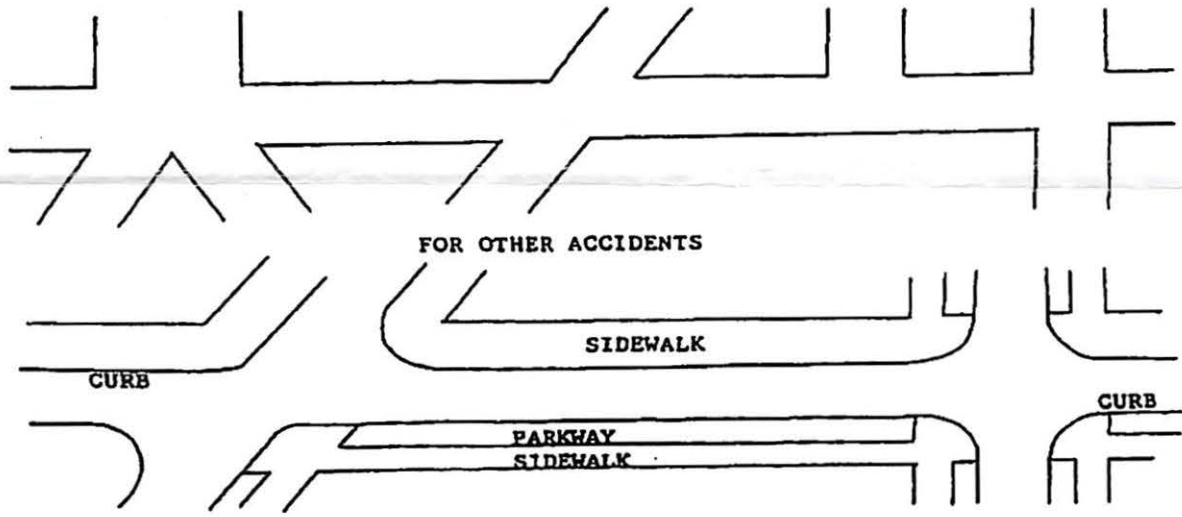 FOR OTHER ACCIDENTS
SIDEWALK
CURB
CURB
PARKWAY
SIDEWALK